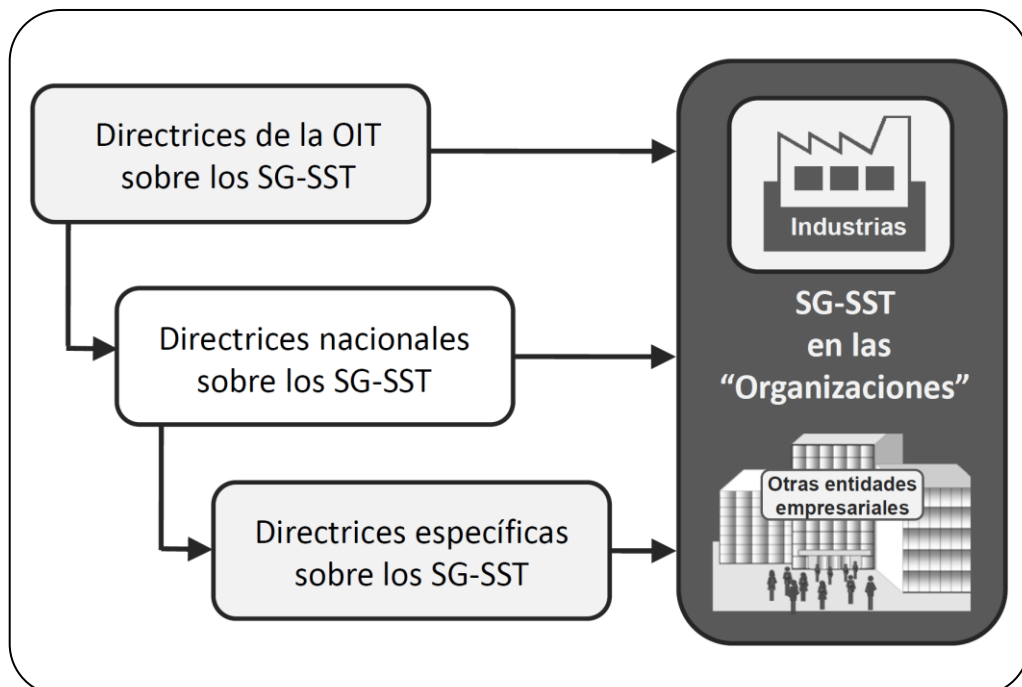 Directrices de la OIT
sobre los SG-SST
Directrices nacionales
sobre los SG-SST
Directrices específicas
sobre los SG-SST
Industrias
SG-SST
en las
“Organizaciones”
Otras entidades
empresariales